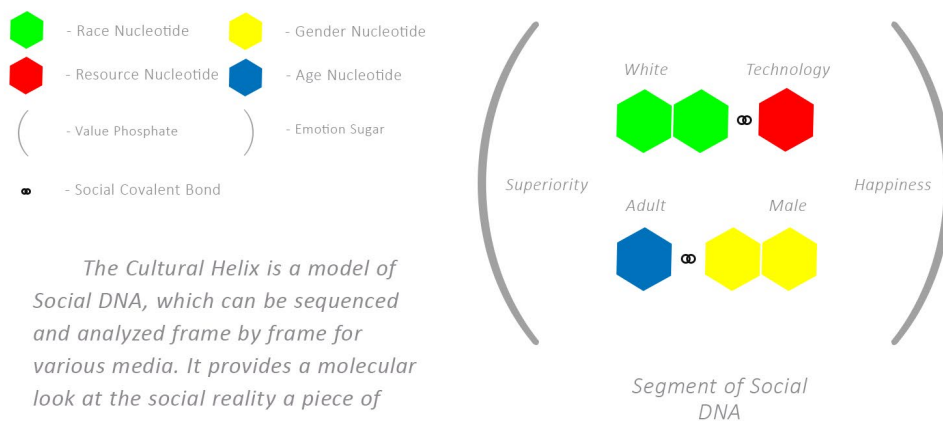 - Race Nucleotide
- Gender Nucleotide
- Resource Nucleotide
- Age Nucleotide
- Value Phosphate
- Emotion Sugar
- Social Covalent Bond
The Cultural Helix is a model of
Social DNA, which can be sequenced
and analyzed frame by frame for
various media. It provides a molecular
look at the social reality a piece of
White
Technology
Superiority
Happiness
Adult
Male
Segment of Social
DNA